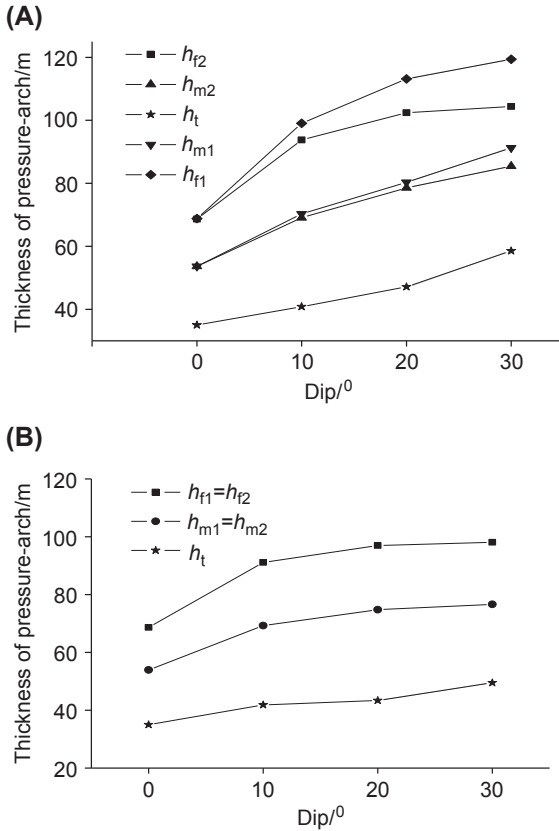 (A)
Thickness of pressure-arch/m
120
100
80
60
40
h_f2
h_m2
h_t
h_m1
h_f1
0 10 20 30
Dip/⁰
(B)
Thickness of pressure-arch/m
120
100
80
60
40
20
h_f1=h_f2
h_m1=h_m2
h_t
0 10 20 30
Dip/⁰